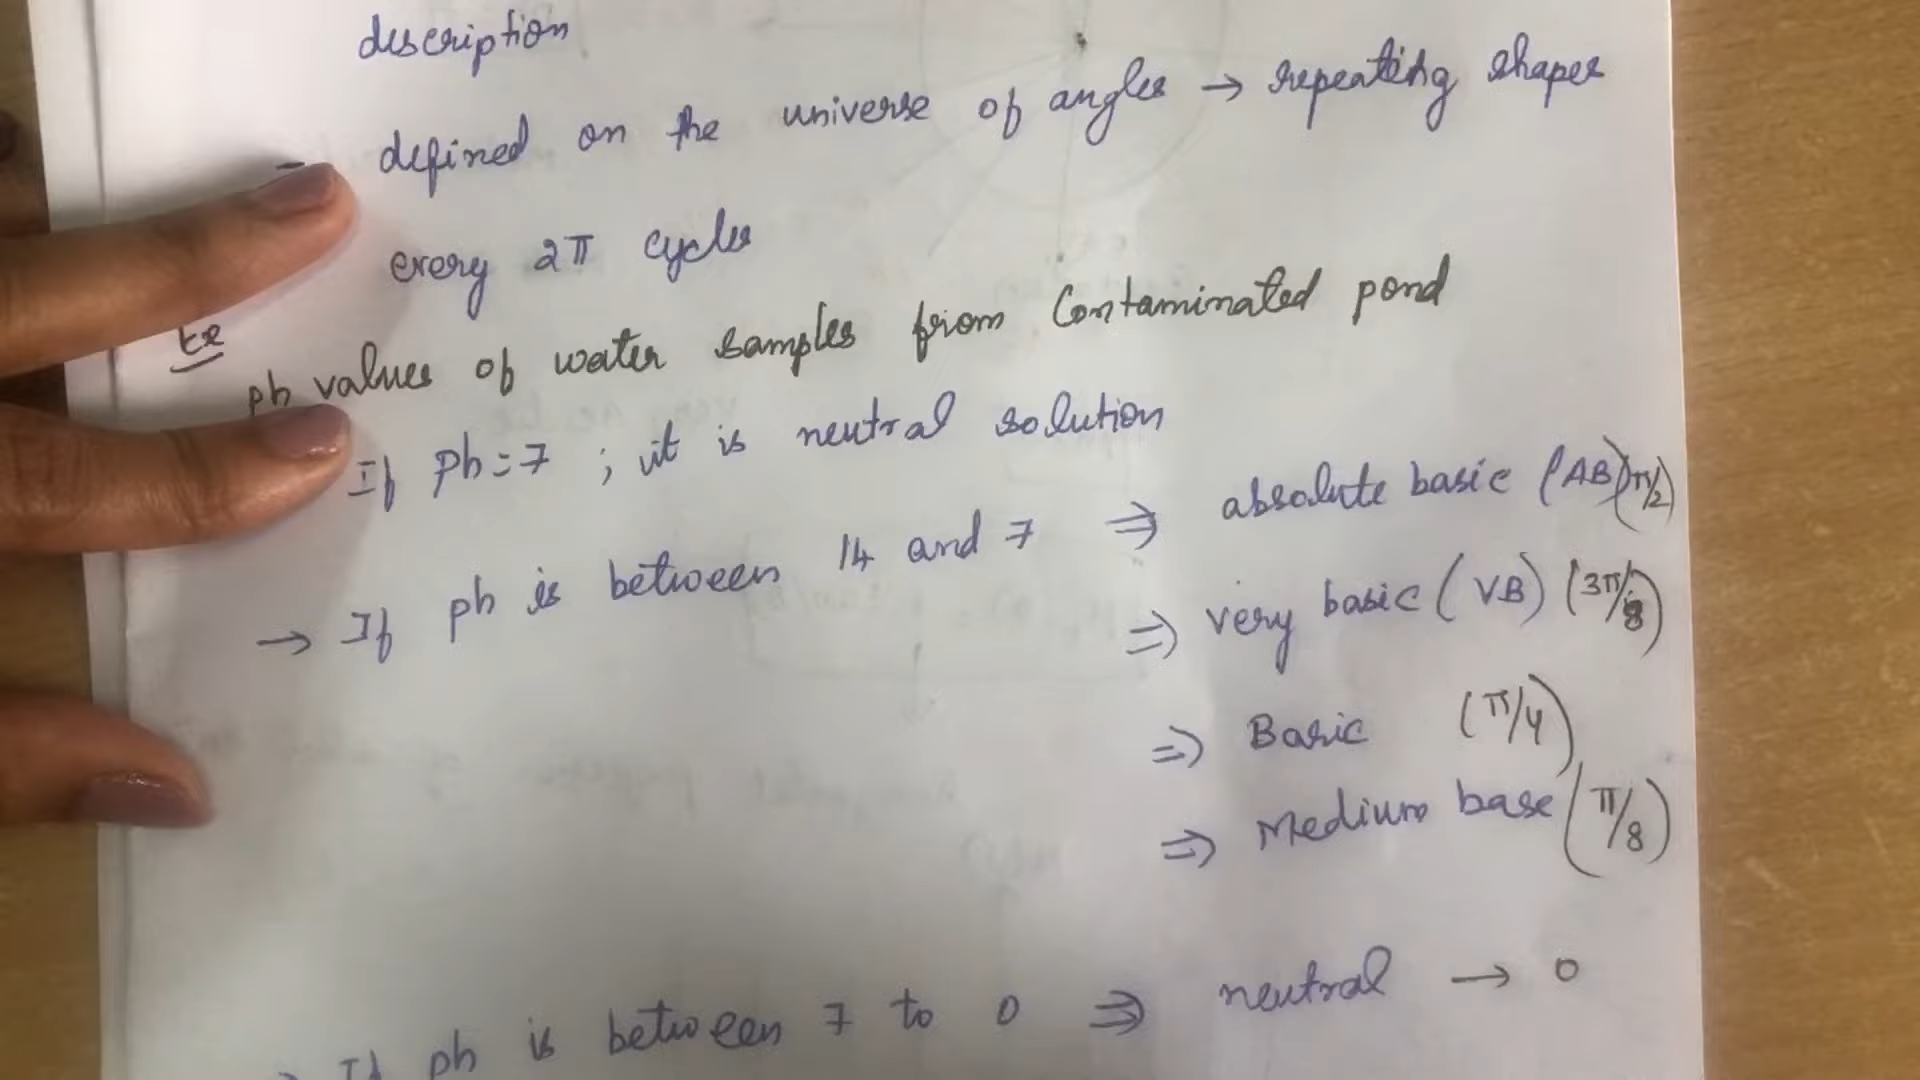 description
- defined on the universe of angles → repeating shapes
every 2π cycles
Ex
ph values of water samples from Contaminated pond
If Ph=7 ; it is neutral solution
→ If ph is between 14 and 7 ⇒ absolute basic (AB)(π/2)
⇒ very basic (VB) (3π/8)
⇒ Basic (π/4)
⇒ Medium base (π/8)
If ph is between 7 to 0 ⇒ neutral → 0